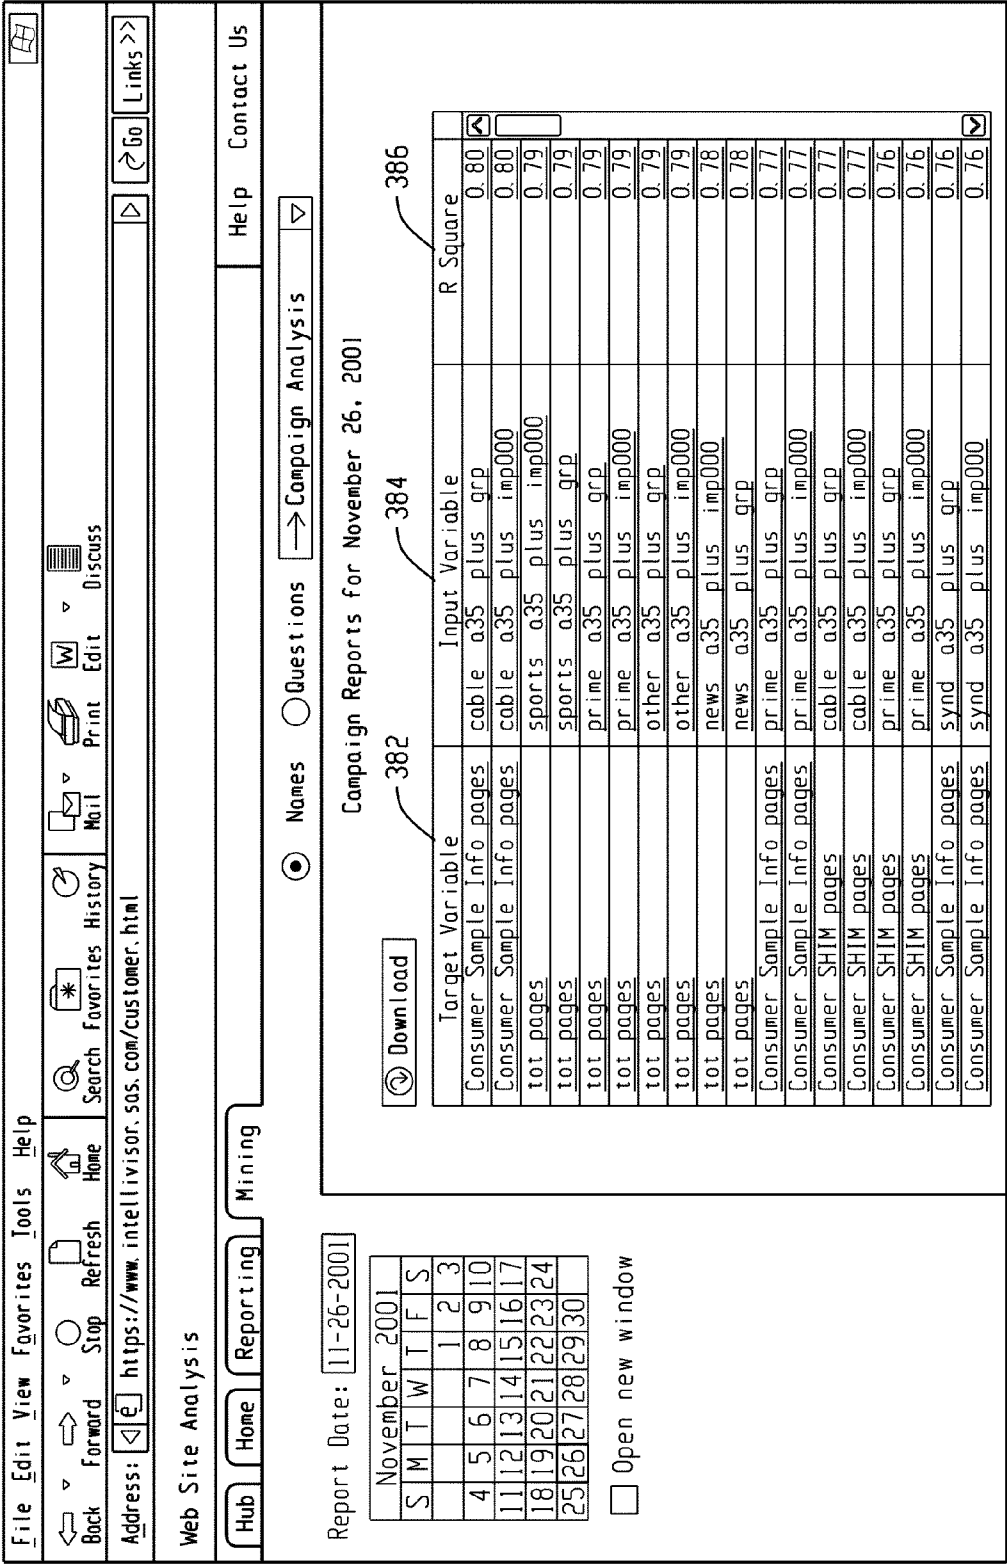 File Edit View Favorites Tools Help
Back Forward Stop Refresh Home Search Favorites History Mail Print Edit Discuss
Address: https://www.intellivisor.sas.com/customer.html Go Links >>
Web Site Analysis
Hub Home Reporting Mining Help Contact Us
Report Date: 11-26-2001
November 2001
S M T W T F S
1 2 3
4 5 6 7 8 9 10
11 12 13 14 15 16 17
18 19 20 21 22 23 24
25 26 27 28 29 30
Open new window
Names Questions → Campaign Analysis
Campaign Reports for November 26, 2001
Download 382 384 386
Target Variable Input Variable R Square
Consumer Sample Info pages cable a35 plus grp 0.80
Consumer Sample Info pages cable a35 plus imp000 0.80
tot pages sports a35 plus imp000 0.79
tot pages sports a35 plus grp 0.79
tot pages prime a35 plus grp 0.79
tot pages prime a35 plus imp000 0.79
tot pages other a35 plus grp 0.79
tot pages other a35 plus imp000 0.79
tot pages news a35 plus imp000 0.78
tot pages news a35 plus grp 0.78
Consumer Sample Info pages prime a35 plus grp 0.77
Consumer Sample Info pages prime a35 plus imp000 0.77
Consumer SHIM pages cable a35 plus grp 0.77
Consumer SHIM pages cable a35 plus imp000 0.77
Consumer SHIM pages prime a35 plus grp 0.76
Consumer SHIM pages prime a35 plus imp000 0.76
Consumer Sample Info pages synd a35 plus grp 0.76
Consumer Sample Info pages synd a35 plus imp000 0.76